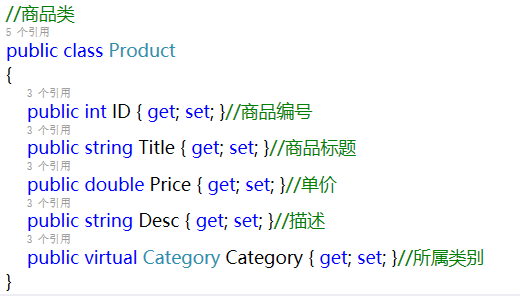 //商品类
5 个引用
public class Product
{
3 个引用
public int ID { get; set; }//商品编号
3 个引用
public string Title { get; set; }//商品标题
3 个引用
public double Price { get; set; }//单价
3 个引用
public string Desc { get; set; }//描述
3 个引用
public virtual Category Category { get; set; }//所属类别
}